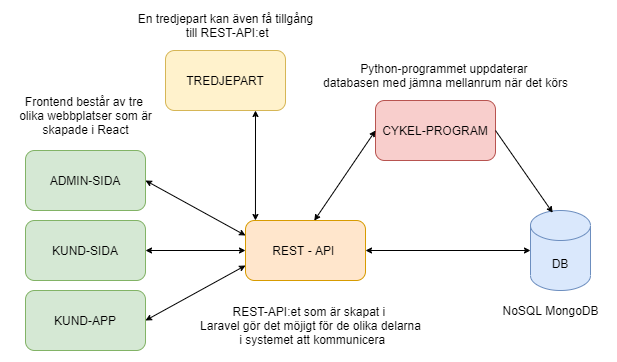 En tredjepart kan även få tillgång
till REST-API:et
TREDJEPART
Python-programmet uppdaterar
databasen med jämna mellanrum när det körs
CYKEL-PROGRAM
Frontend består av tre
olika webbplatser som är
skapade i React
ADMIN-SIDA
KUND-SIDA
KUND-APP
REST - API
REST-API:et som är skapat i
Laravel gör det möjigt för de olika delarna
i systemet att kommunicera
DB
NoSQL MongoDB